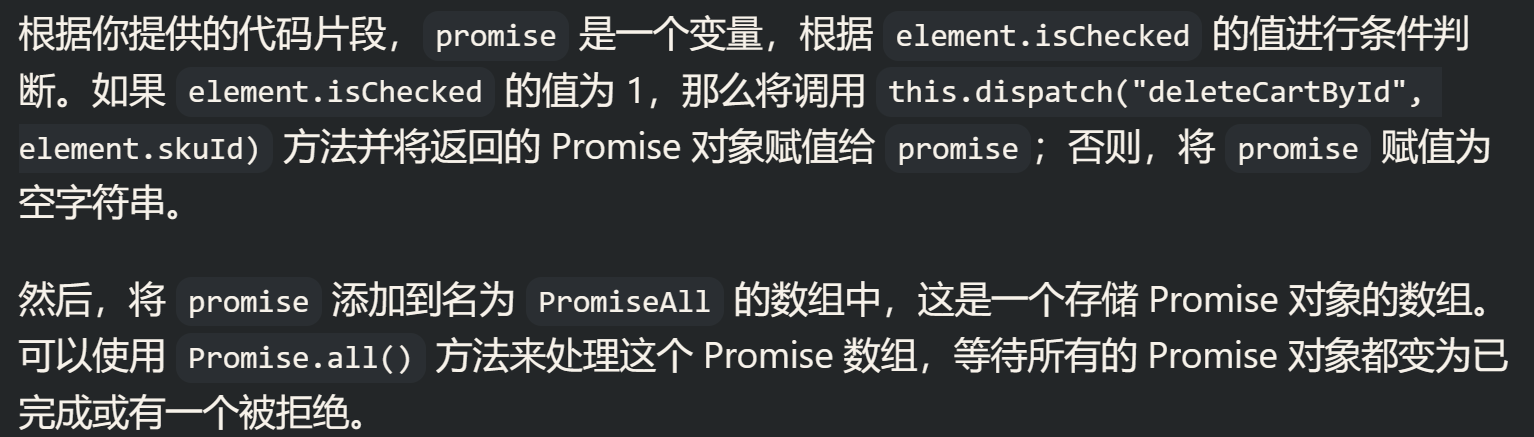 根据你提供的代码片段， promise 是一个变量，根据 element.isChecked 的值进行条件判
断。如果 element.isChecked 的值为 1，那么将调用 this.dispatch("deleteCartById",
element.skuId) 方法并将返回的 Promise 对象赋值给 promise ；否则，将 promise 赋值为
空字符串。
然后，将 promise 添加到名为 PromiseAll 的数组中，这是一个存储 Promise 对象的数组。
可以使用 Promise.all() 方法来处理这个 Promise 数组，等待所有的 Promise 对象都变为已
完成或有一个被拒绝。